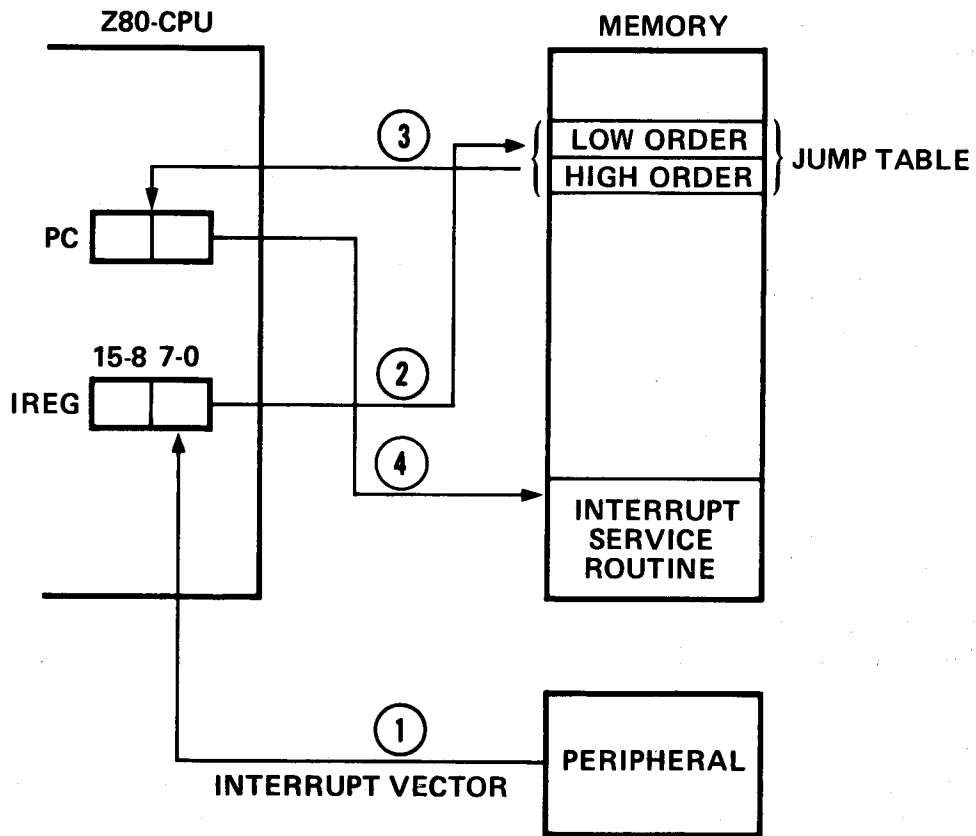 Z80-CPU
MEMORY
3
LOW ORDER
HIGH ORDER
JUMP TABLE
PC
15-8 7-0
IREG
2
4
INTERRUPT
SERVICE
ROUTINE
1
INTERRUPT VECTOR
PERIPHERAL